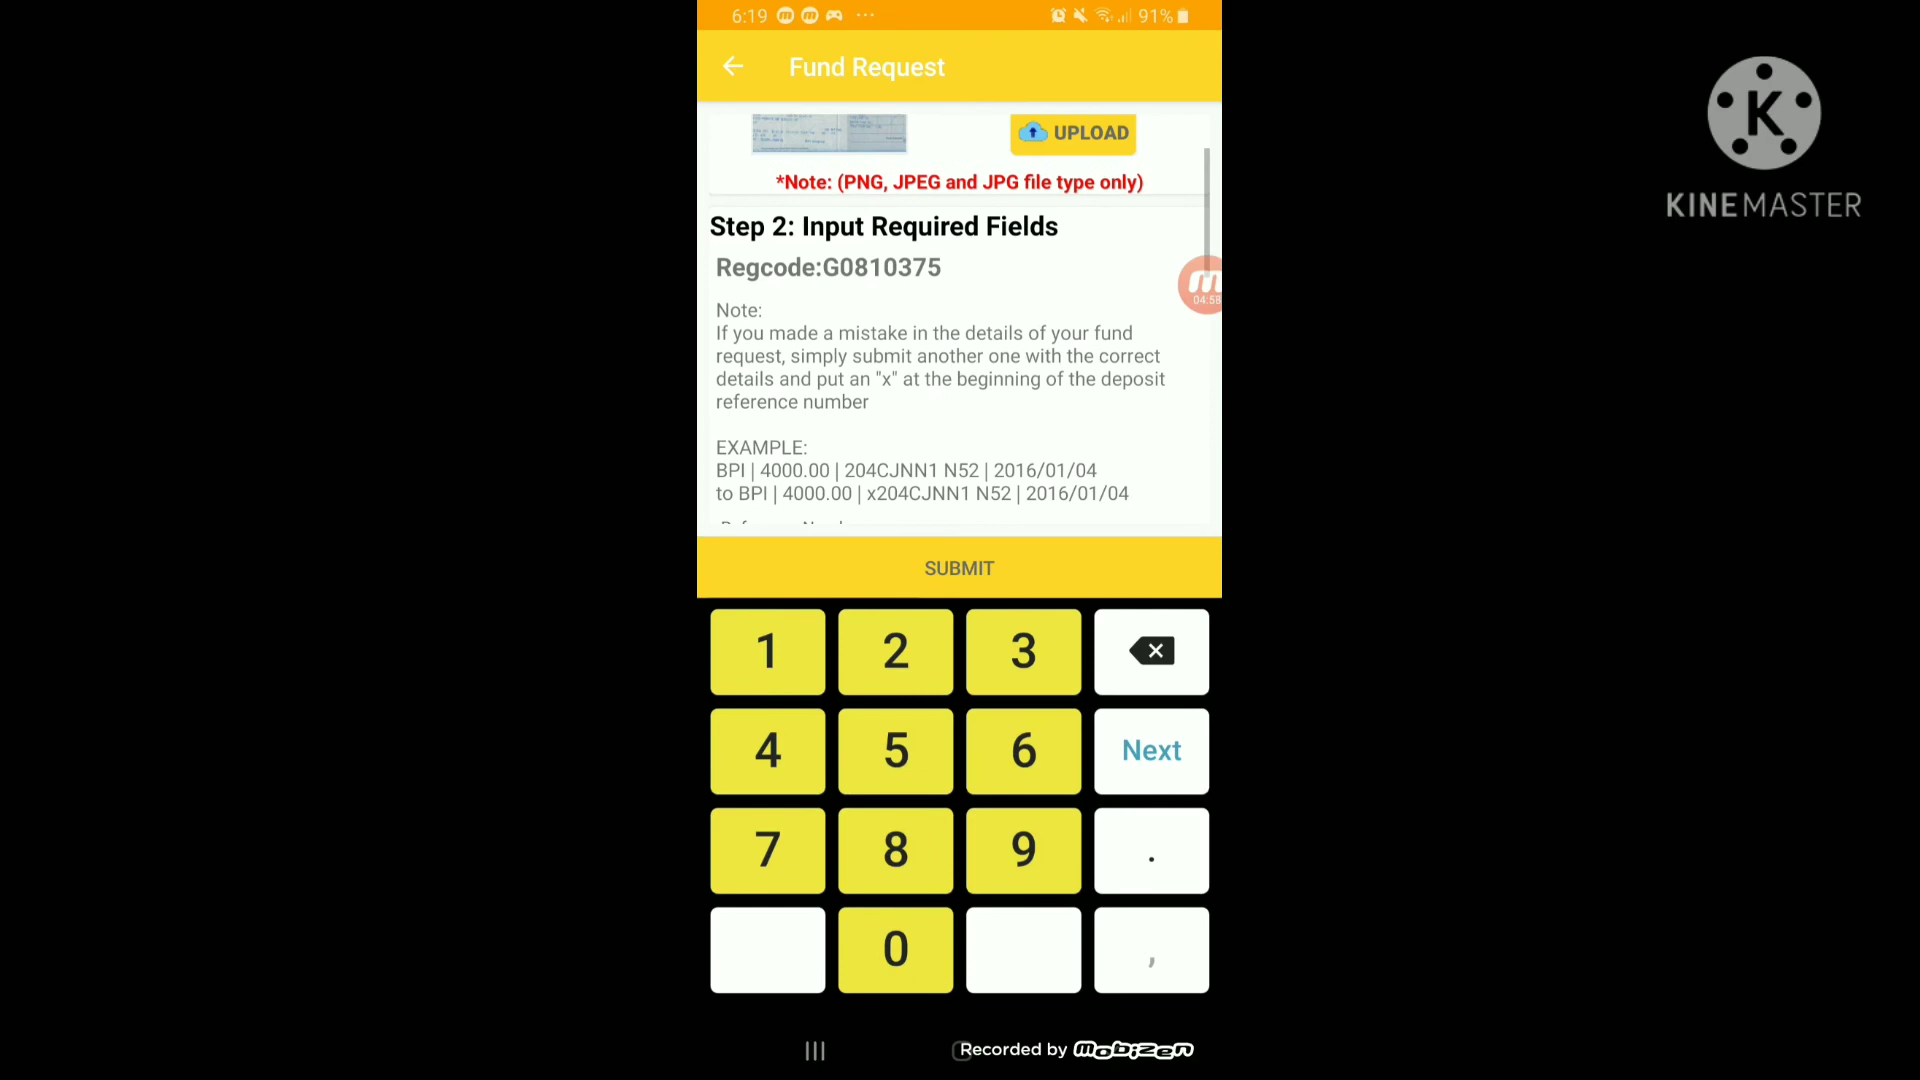 6:19
91%
Fund Request
K
KINEMASTER
UPLOAD
*Note: (PNG, JPEG and JPG file type only)
Step 2: Input Required Fields
Regcode:G0810375
04:58
Note:
If you made a mistake in the details of your fund
request, simply submit another one with the correct
details and put an "x" at the beginning of the deposit
reference number
EXAMPLE:
BPI | 4000.00 | 204CJNN1 N52 | 2016/01/04
to BPI | 4000.00 | x204CJNN1 N52 | 2016/01/04
SUBMIT
1 2 3
4 5 6 Next
7 8 9 .
0 ,
Recorded by mobizen